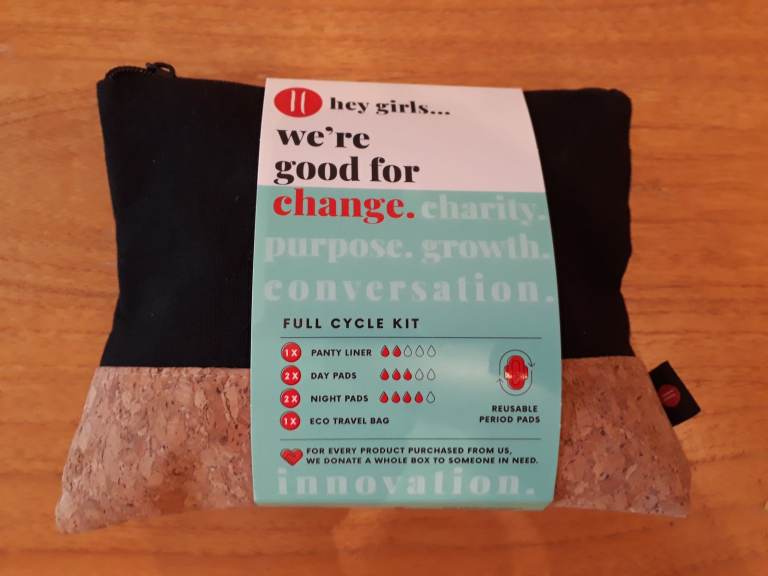 hey girls...
we're
good for
change. charity.
purpose. growth.
conversation.
FULL CYCLE KIT
1X PANTY LINER
2X DAY PADS
2X NIGHT PADS
1X ECO TRAVEL BAG
REUSABLE
PERIOD PADS
FOR EVERY PRODUCT PURCHASED FROM US,
WE DONATE A WHOLE BOX TO SOMEONE IN NEED.
innovation.